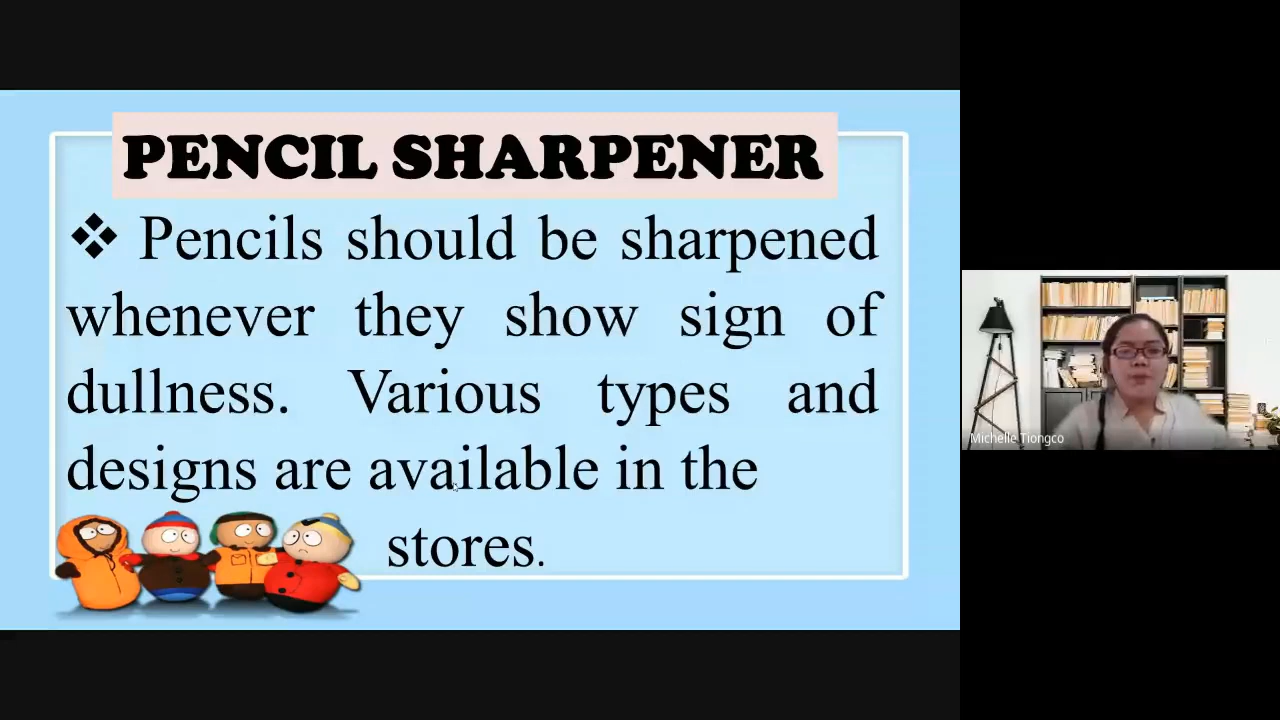 PENCIL SHARPENER
❖ Pencils should be sharpened
whenever they show sign of
dullness. Various types and
designs are available in the
stores.
Michelle Tiongco